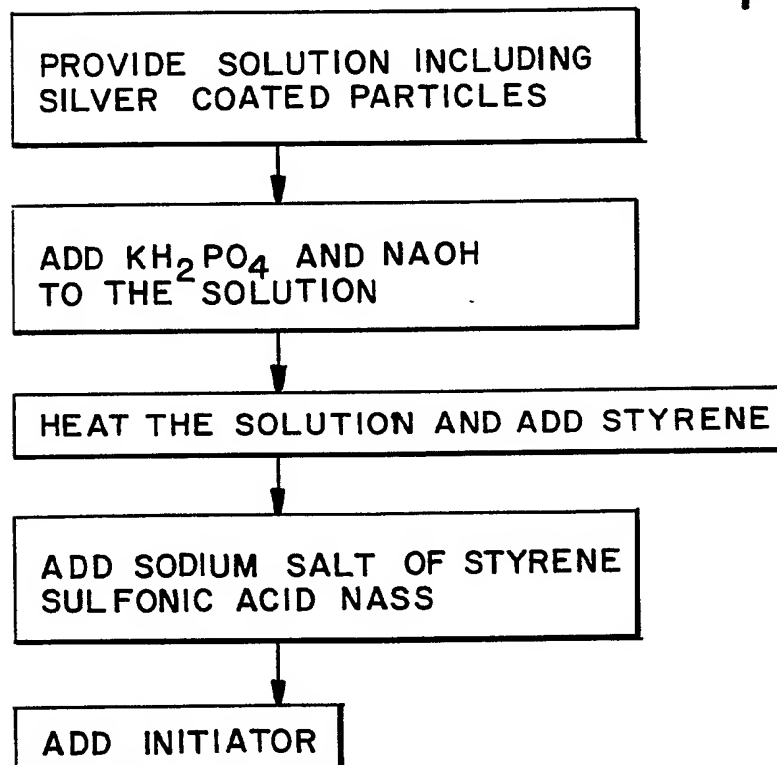 PROVIDE SOLUTION INCLUDING
SILVER COATED PARTICLES
ADD KH2PO4 AND NAOH
TO THE SOLUTION
HEAT THE SOLUTION AND ADD STYRENE
ADD SODIUM SALT OF STYRENE
SULFONIC ACID NASS
ADD INITIATOR